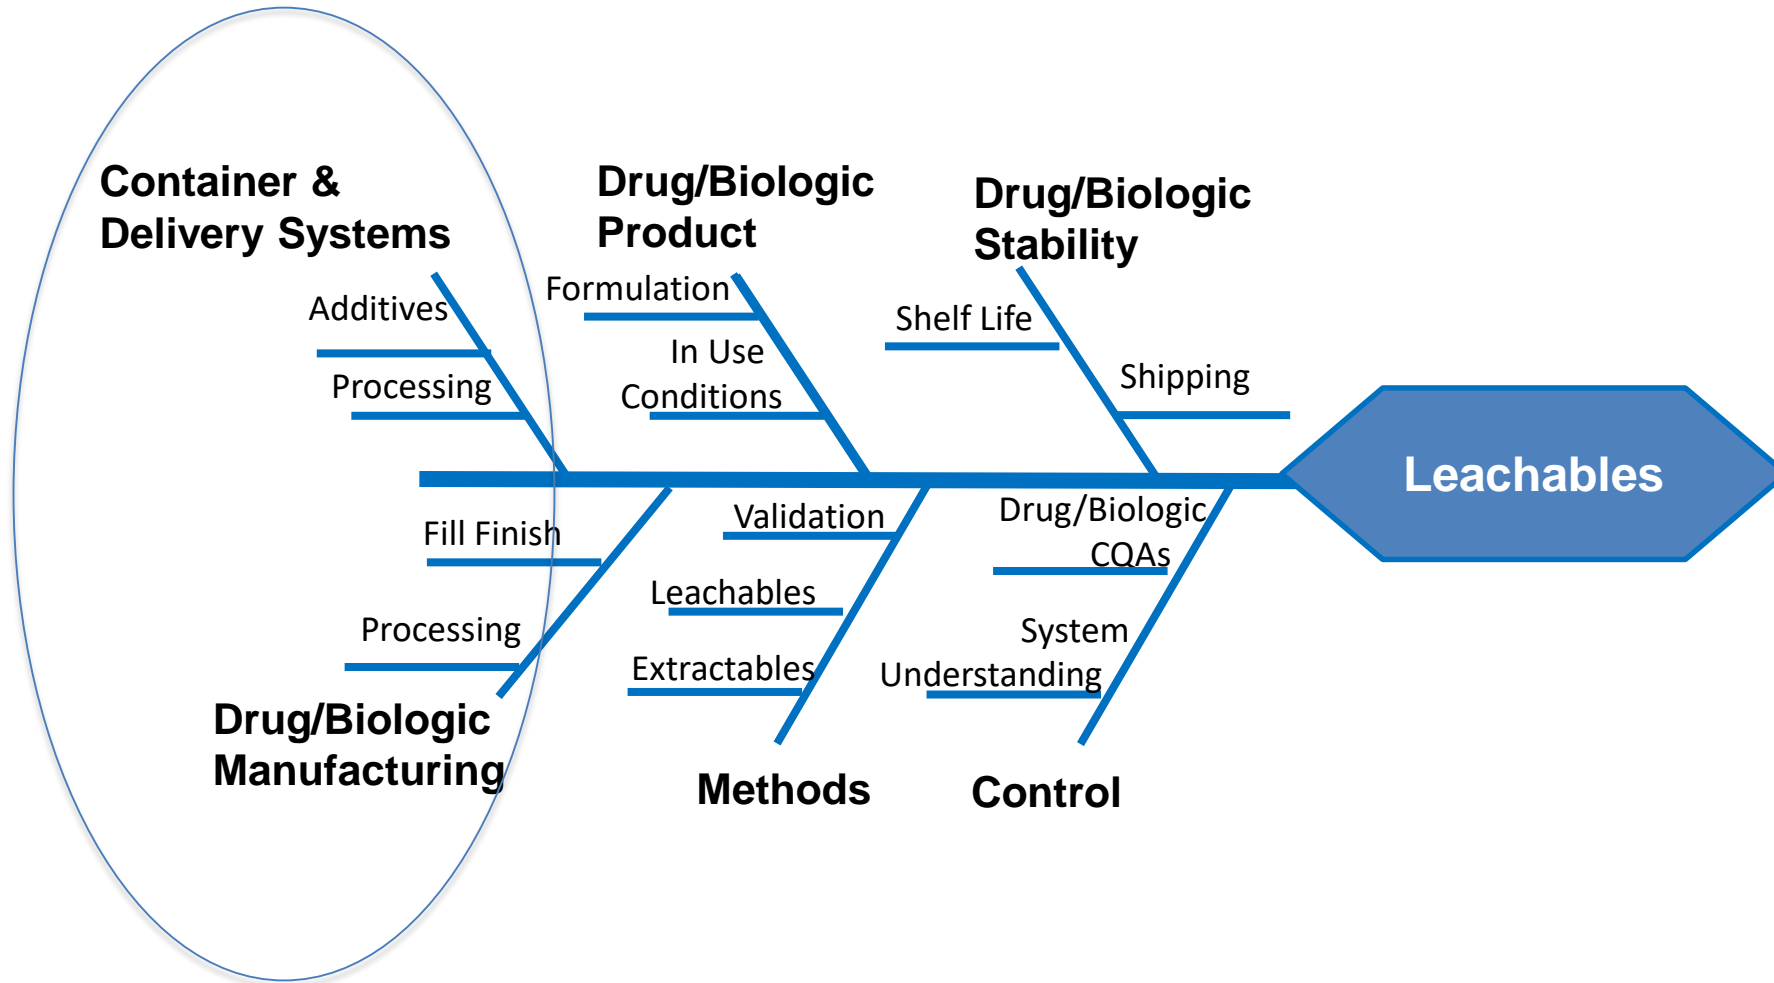 Container &
Delivery Systems
Additives
Processing
Drug/Biologic
Product
Formulation
In Use
Conditions
Drug/Biologic
Stability
Shelf Life
Shipping
Leachables
Fill Finish
Processing
Drug/Biologic
Manufacturing
Validation
Leachables
Extractables
Methods
Drug/Biologic
CQAs
System
Understanding
Control